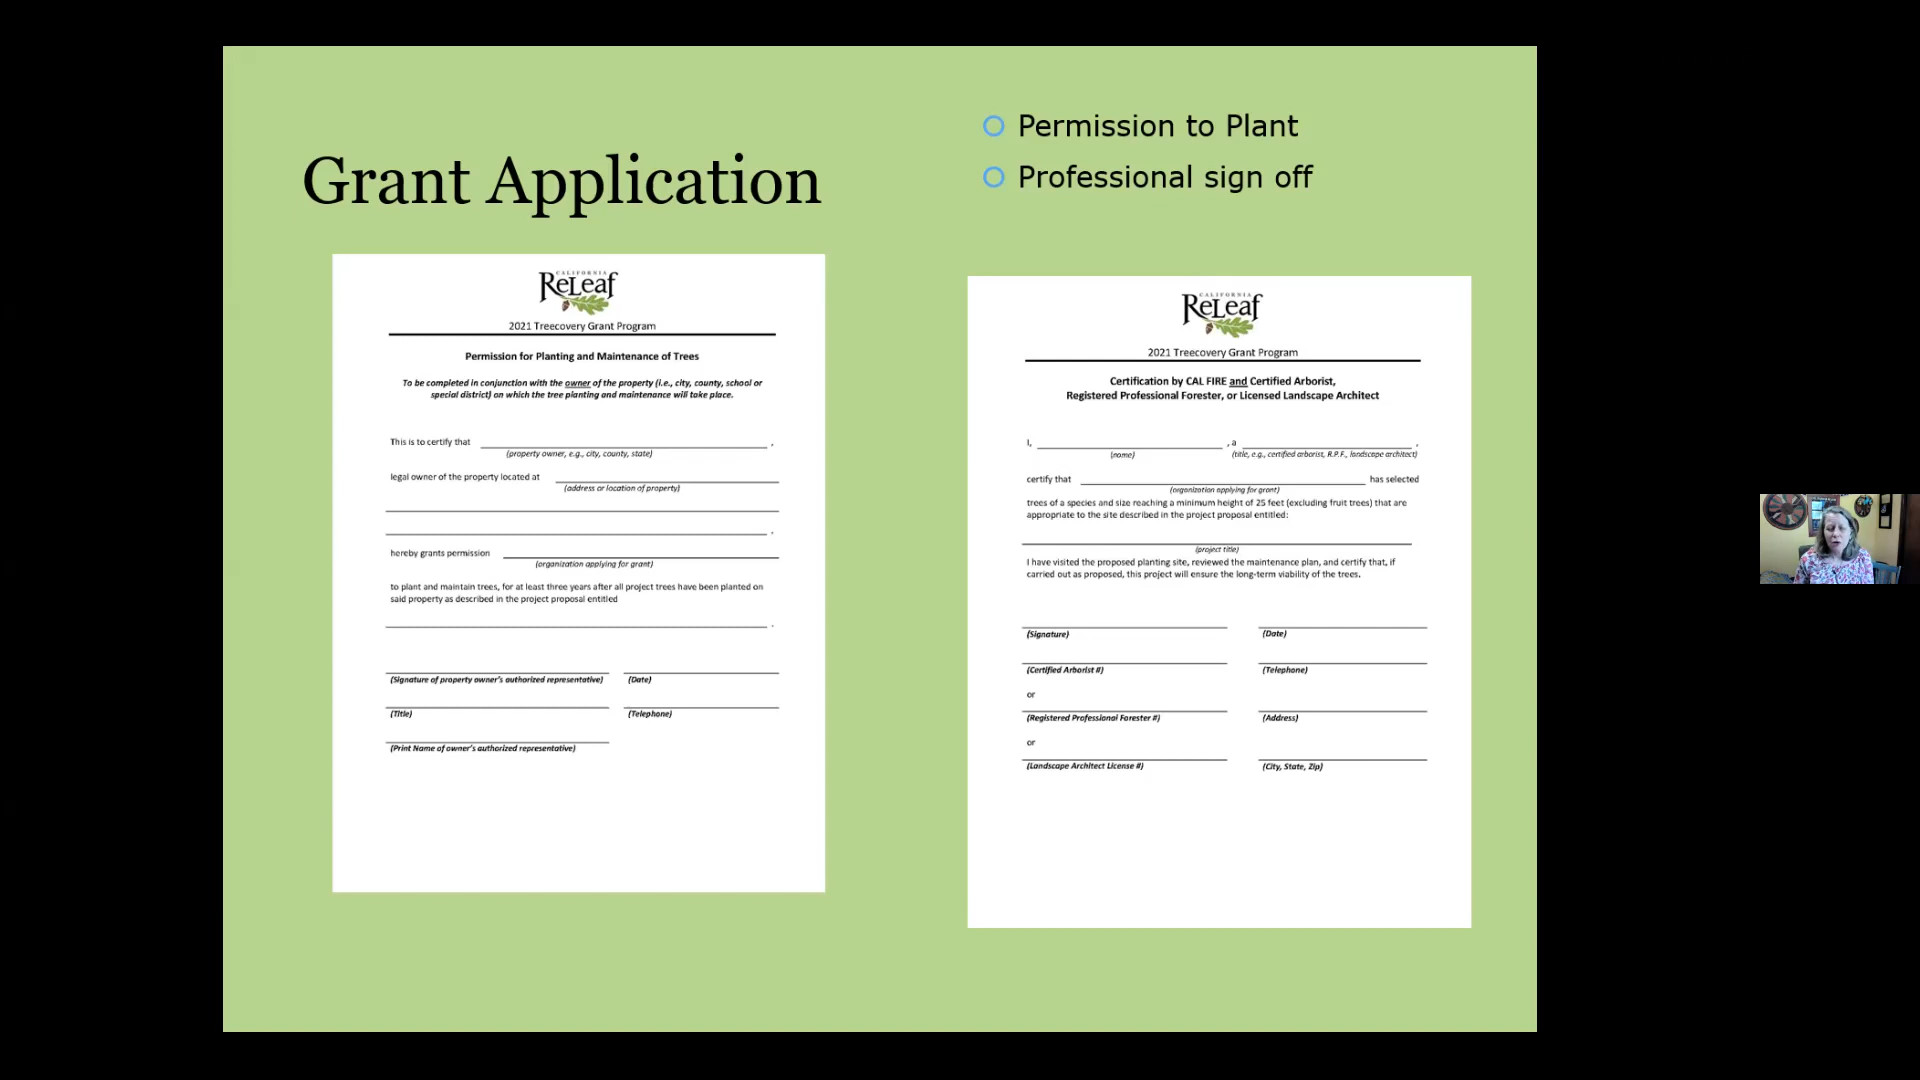 Grant Application
Permission to Plant
Professional sign off
CALIFORNIA
ReLeaf
2021 Treecovery Grant Program
Permission for Planting and Maintenance of Trees
To be completed in conjunction with the owner of the property (i.e., city, county, school or
special district) on which the tree planting and maintenance will take place.
This is to certify that ,
(property owner, e.g., city, county, state)
legal owner of the property located at
(address or location of property)
,
hereby grants permission
(organization applying for grant)
to plant and maintain trees, for at least three years after all project trees have been planted on
said property as described in the project proposal entitled
.
(Signature of property owner's authorized representative) (Date)
(Title) (Telephone)
(Print Name of owner's authorized representative)
CALIFORNIA
ReLeaf
2021 Treecovery Grant Program
Certification by CAL FIRE and Certified Arborist,
Registered Professional Forester, or Licensed Landscape Architect
I, , a ,
(name) (title, e.g., certified arborist, R.P.F., landscape architect)
certify that has selected
(organization applying for grant)
trees of a species and size reaching a minimum height of 25 feet (excluding fruit trees) that are
appropriate to the site described in the project proposal entitled:
(project title)
I have visited the proposed planting site, reviewed the maintenance plan, and certify that, if
carried out as proposed, this project will ensure the long-term viability of the trees.
(Signature) (Date)
(Certified Arborist #) (Telephone)
or
(Registered Professional Forester #) (Address)
or
(Landscape Architect License #) (City, State, Zip)